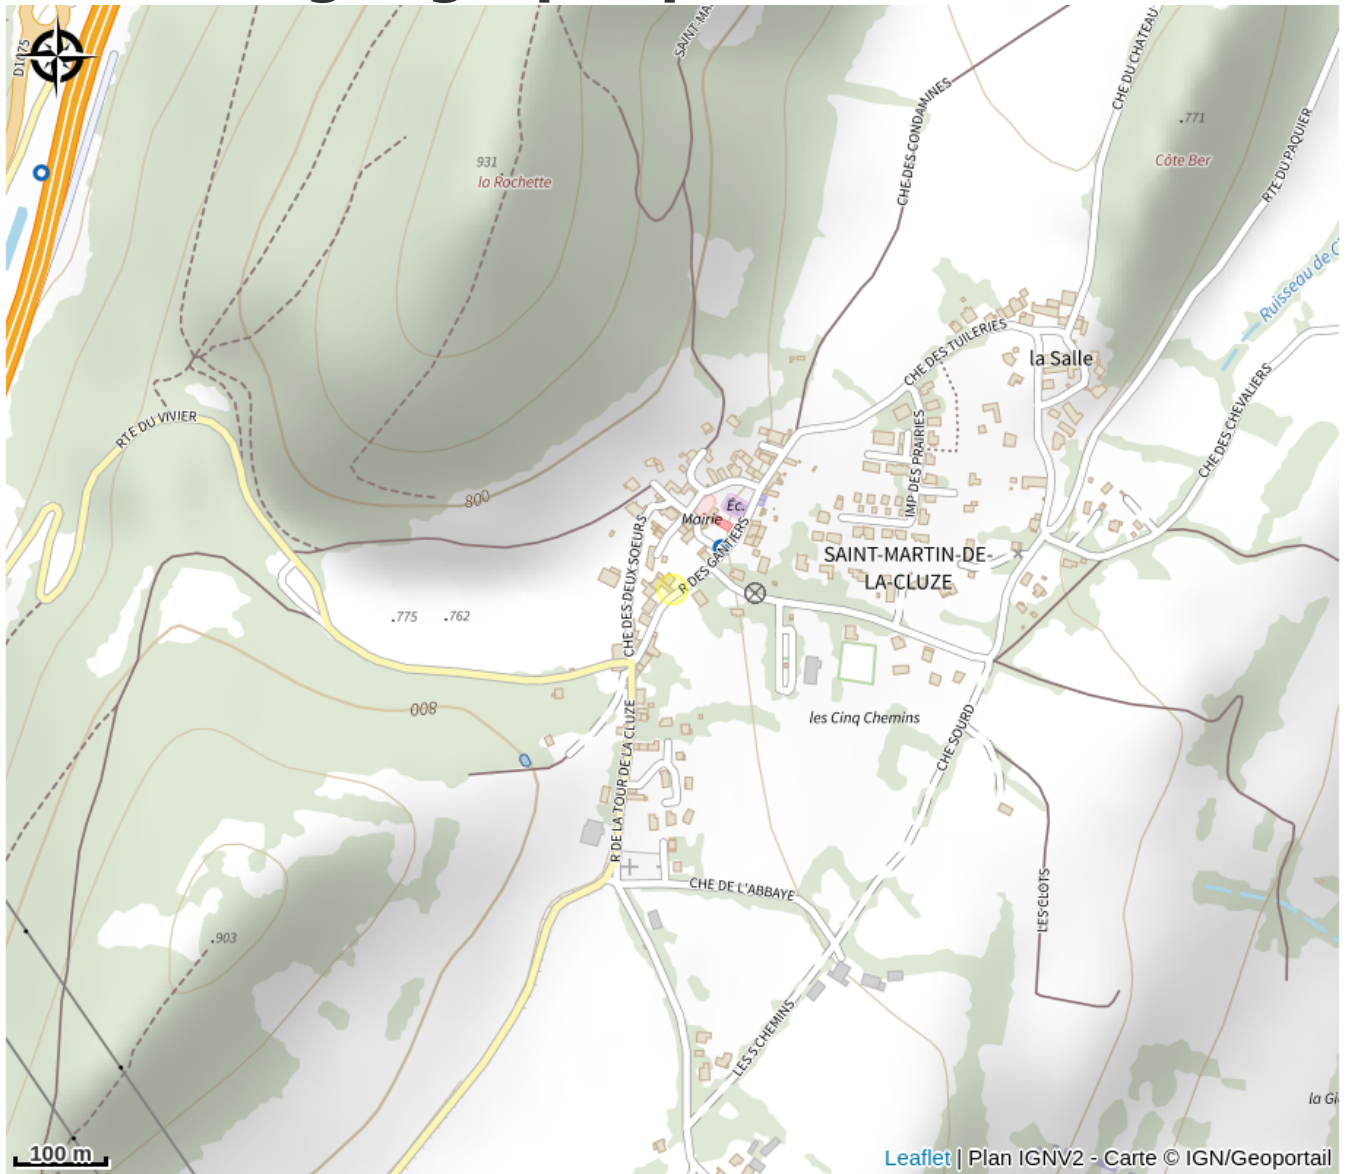 D1075
SAINT-MA
CHE DES CONDAMINES
CHE DU CHATEAU
RTE DU PAQUIER
.771
Côte Ber
931
la Rochette
Ruisseau de C
CHE DES TUILERIES
la Salle
CHE DES CHEVALIERS
RTE DU VIVIER
IMP DES PRAIRIES
800
Éc.
Mairie
R DES GANTIERS
CHE DES DEUX SOEURS
SAINT-MARTIN-DE-
LA-CLUZE
.775
.762
800
les Cinq Chemins
CHE SOURD
R DE LA TOUR DE LA CLUZE
CHE DE L'ABBAYE
LES CLOTS
.903
LES 5 CHEMINS
la Gi
100 m
Leaflet | Plan IGNV2 - Carte © IGN/Geoportail